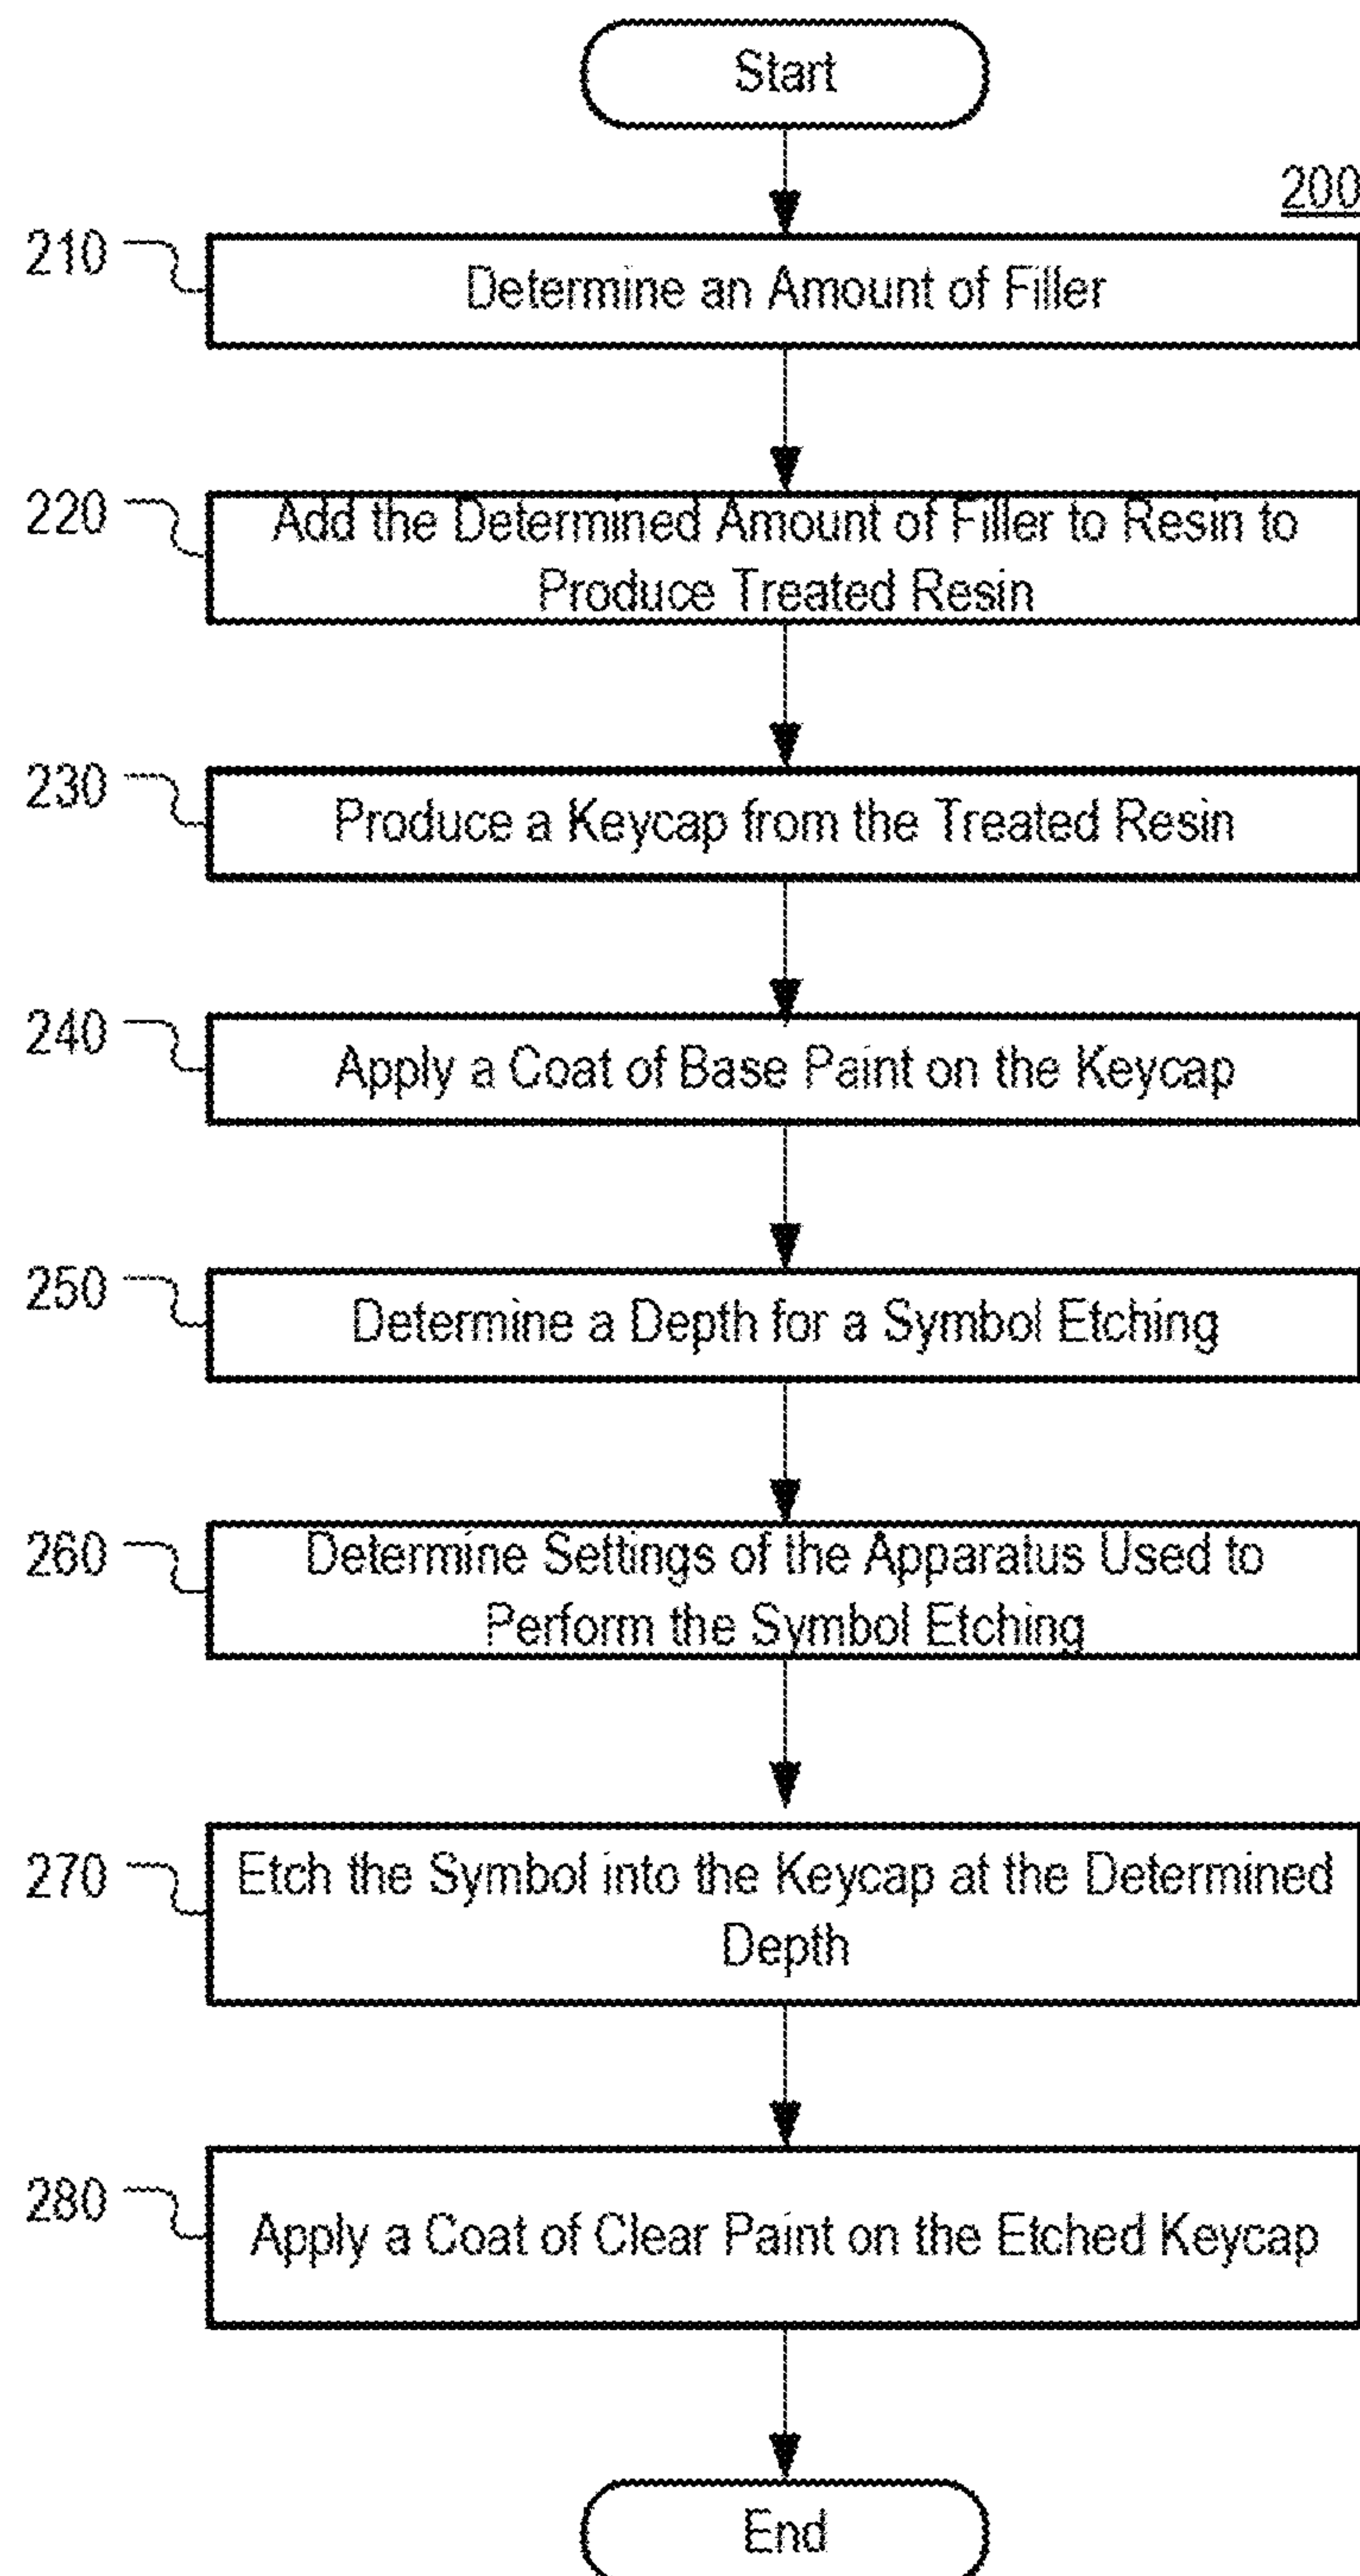 Start
200
210
Determine an Amount of Filler
220
Add the Determined Amount of Filler to Resin to
Produce Treated Resin
230
Produce a Keycap from the Treated Resin
240
Apply a Coat of Base Paint on the Keycap
250
Determine a Depth for a Symbol Etching
260
Determine Settings of the Apparatus Used to
Perform the Symbol Etching
270
Etch the Symbol into the Keycap at the Determined
Depth
280
Apply a Coat of Clear Paint on the Etched Keycap
End